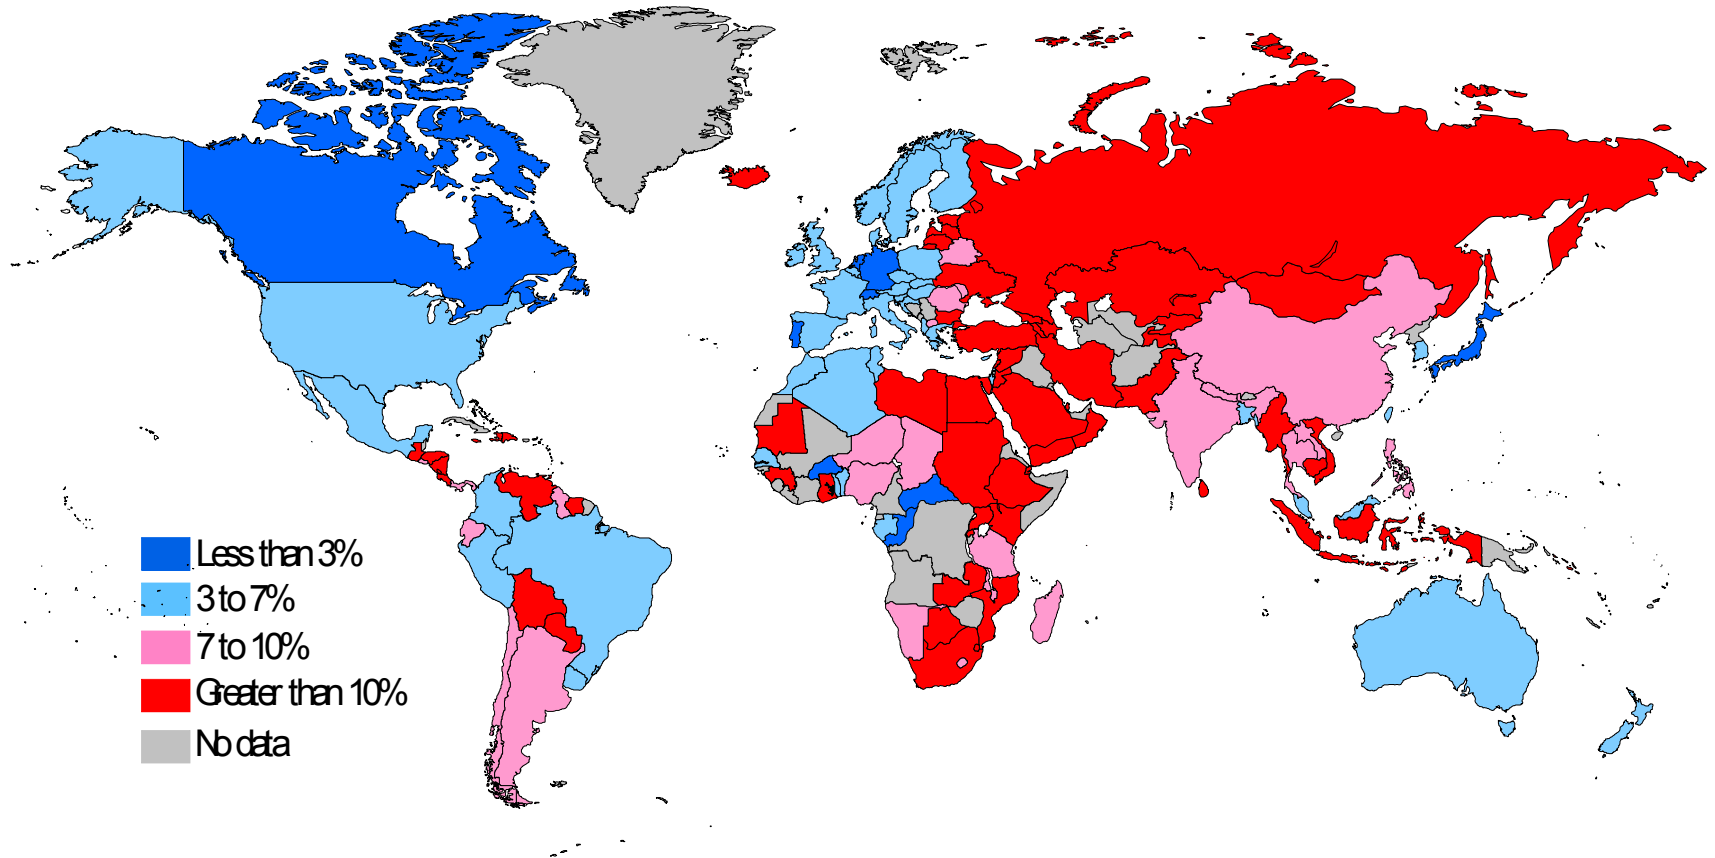 Less than 3%
3 to 7%
7 to 10%
Greater than 10%
No data